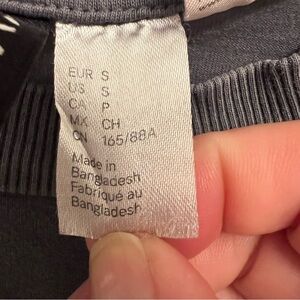 EUR S
US S
CA P
MX CH
CN 165/88A
Made in
Bangladesh
Fabriqué au
Bangladesh